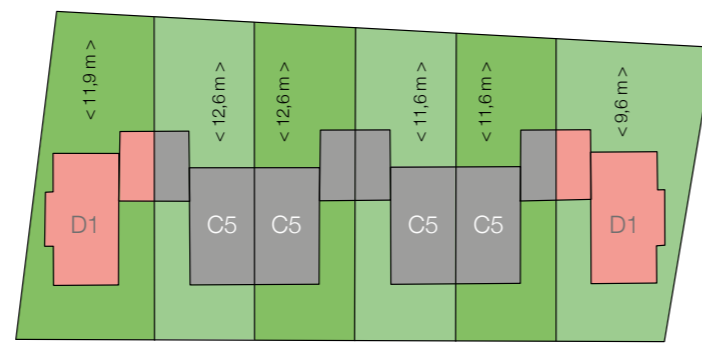 < 11,9 m >
< 12,6 m >
< 12,6 m >
< 11,6 m >
< 11,6 m >
< 9,6 m >
D1
C5
C5
C5
C5
D1